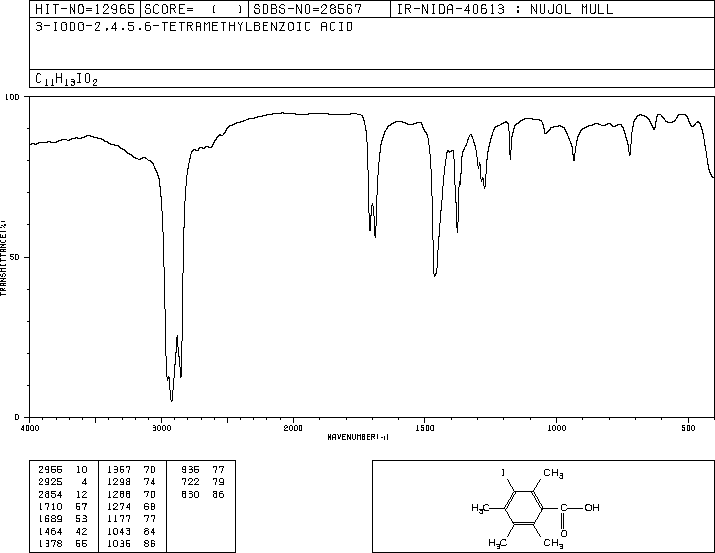 HIT-NO=12965 SCORE= ( ) SDBS-NO=28567 IR-NIDA-40613 : NUJOL MULL
3-IODO-2,4,5,6-TETRAMETHYLBENZOIC ACID
C11H13IO2
100
50
0
TRANSMITTANCE(%)
4000 3000 2000 1500 1000 500
WAVENUMBER(-1)
2956 10 1367 70 936 77
2925 4 1298 74 722 79
2854 12 1288 70 630 86
1710 57 1274 68
1689 53 1177 77
1464 42 1043 84
1378 55 1036 86
I CH3
H3C C OH
O
H3C CH3